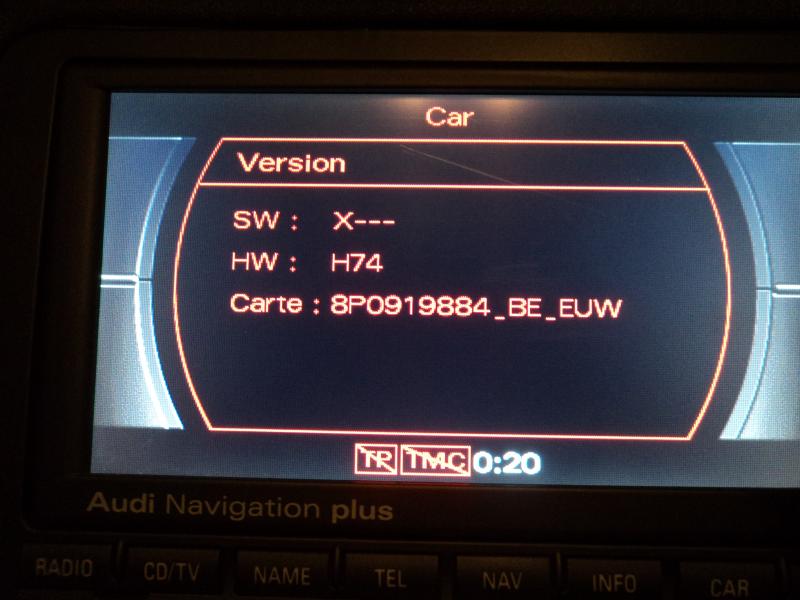 Car
Version
SW : X---
HW : H74
Carte : 8P0919884_BE_EUW
TP TMC 0:20
Audi Navigation plus
RADIO CD/TV NAME TEL NAV INFO CAR